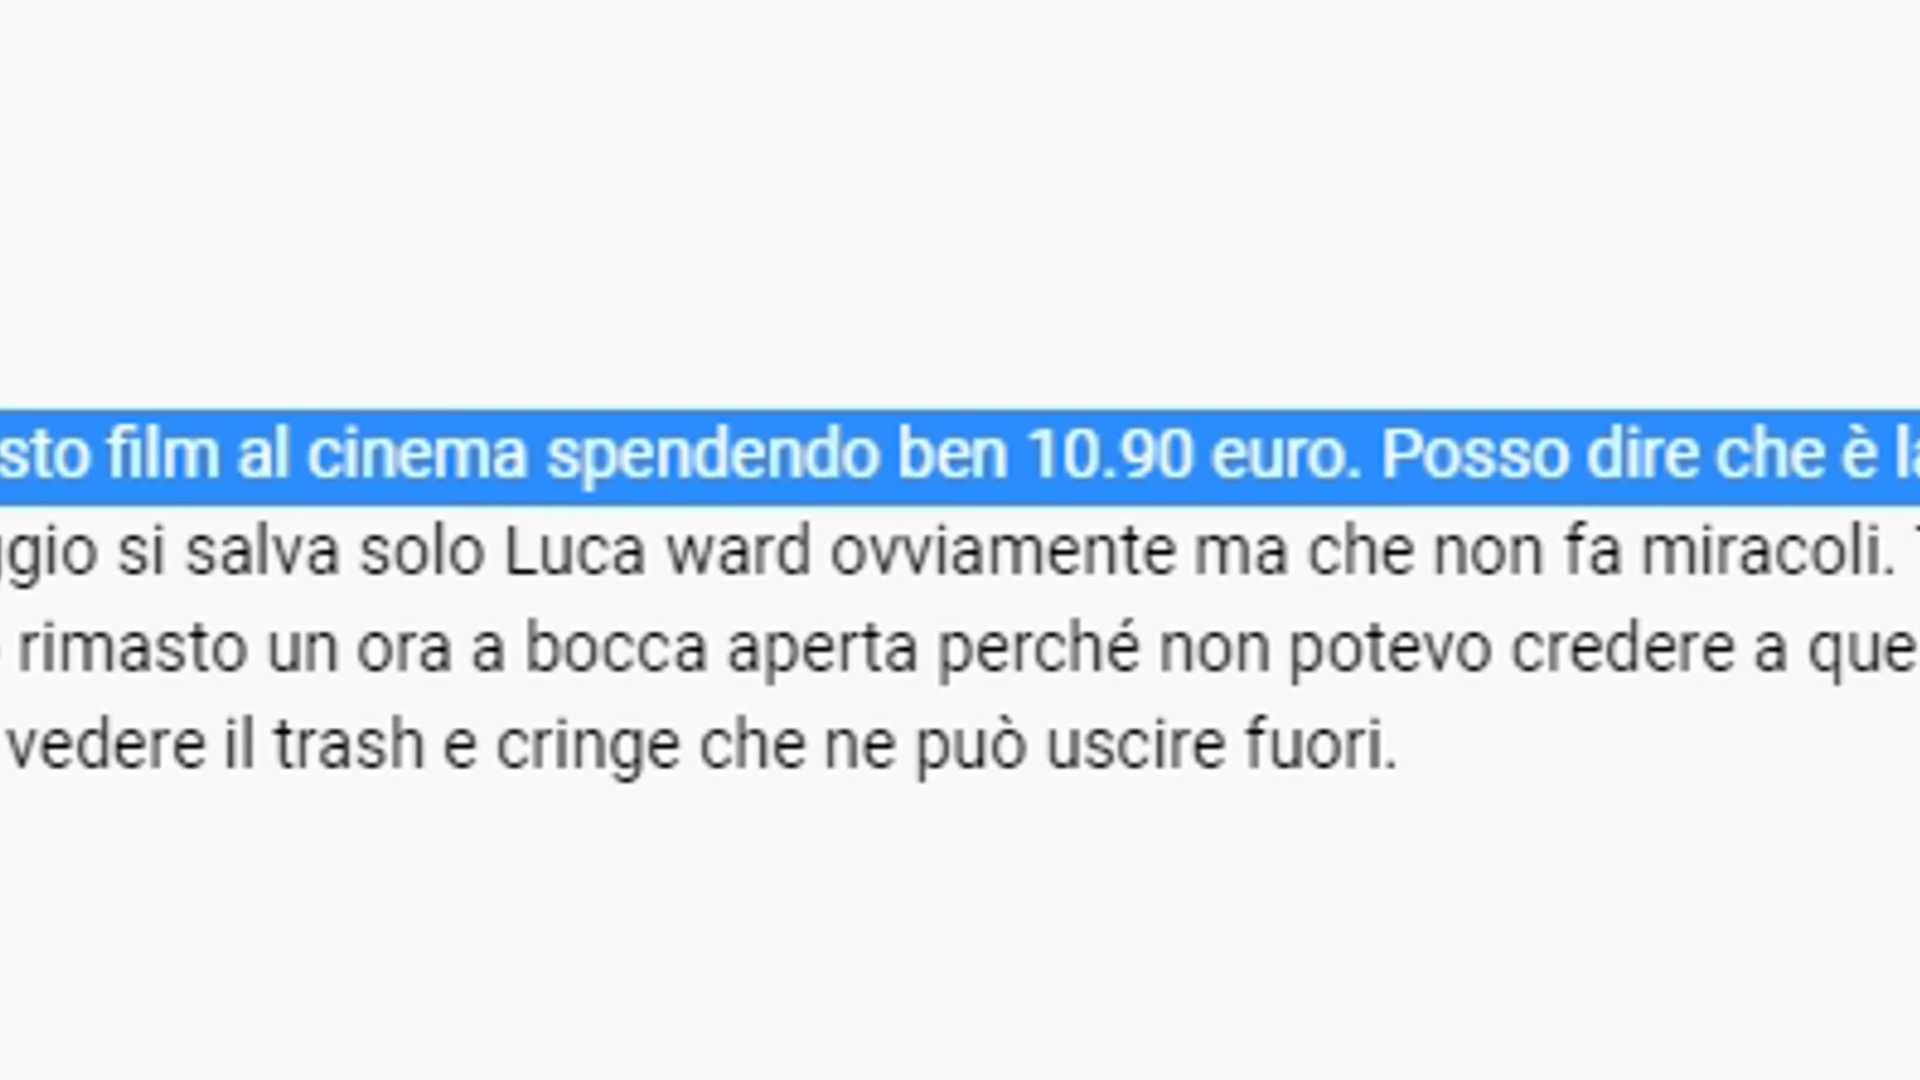 sto film al cinema spendendo ben 10.90 euro. Posso dire che è la
ggio si salva solo Luca ward ovviamente ma che non fa miracoli.
rimasto un ora a bocca aperta perché non potevo credere a que
vedere il trash e cringe che ne può uscire fuori.